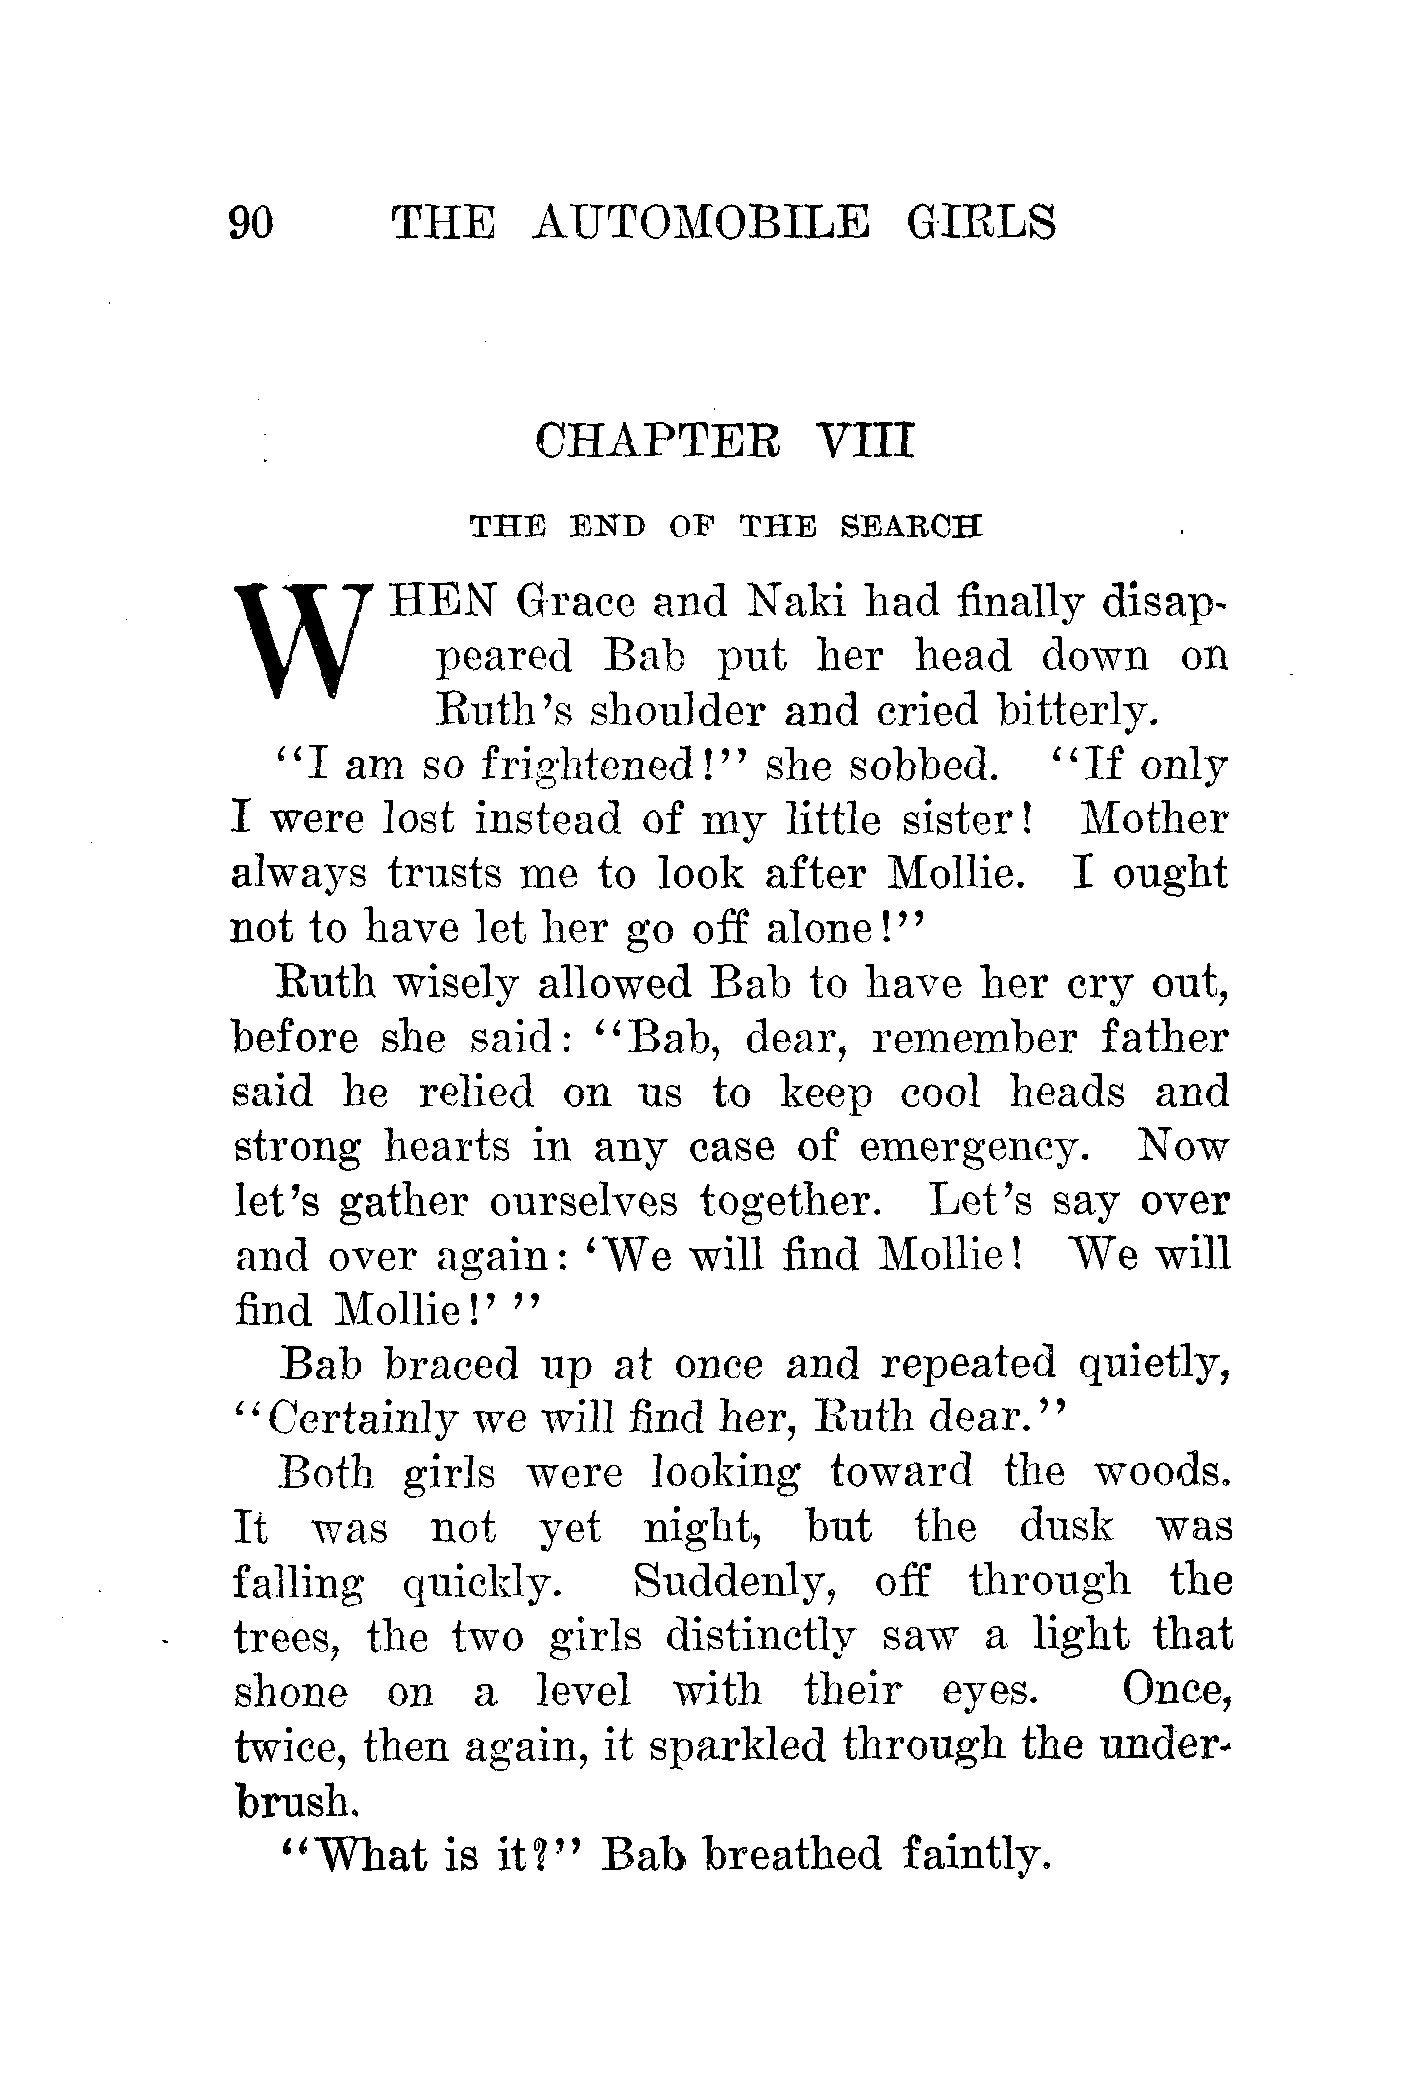 90 THE AUTOMOBILE GIRLS
CHAPTER VIII
THE END OF THE SEARCH
WHEN Grace and Naki had finally disap-
peared Bab put her head down on
Ruth's shoulder and cried bitterly.
"I am so frightened!" she sobbed. "If only
I were lost instead of my little sister! Mother
always trusts me to look after Mollie. I ought
not to have let her go off alone!"
Ruth wisely allowed Bab to have her cry out,
before she said: "Bab, dear, remember father
said he relied on us to keep cool heads and
strong hearts in any case of emergency. Now
let's gather ourselves together. Let's say over
and over again: 'We will find Mollie! We will
find Mollie!' "
Bab braced up at once and repeated quietly,
"Certainly we will find her, Ruth dear."
Both girls were looking toward the woods.
It was not yet night, but the dusk was
falling quickly. Suddenly, off through the
trees, the two girls distinctly saw a light that
shone on a level with their eyes. Once,
twice, then again, it sparkled through the under-
brush.
"What is it?" Bab breathed faintly.